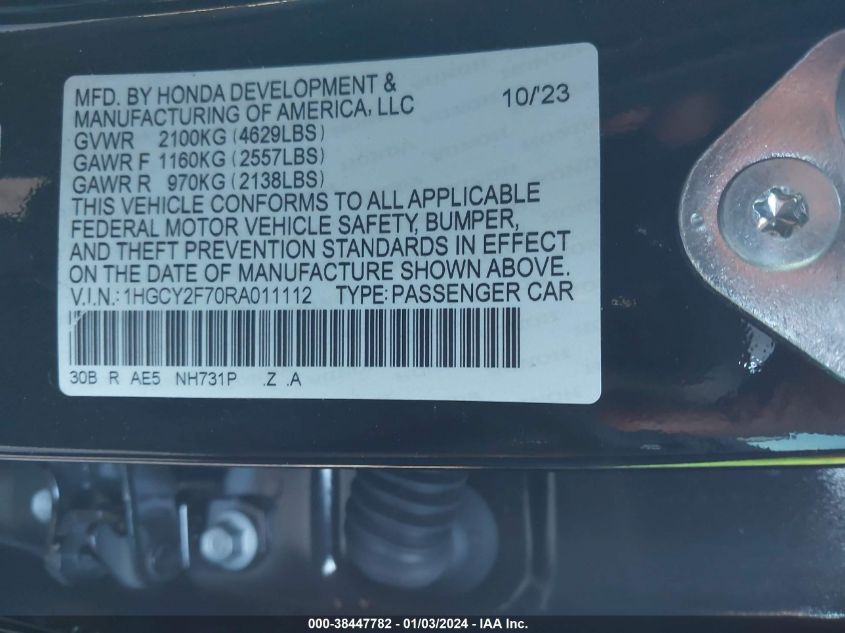 MFD. BY HONDA DEVELOPMENT &
MANUFACTURING OF AMERICA, LLC 10/'23
GVWR 2100KG (4629LBS)
GAWR F 1160KG (2557LBS)
GAWR R 970KG (2138LBS)
THIS VEHICLE CONFORMS TO ALL APPLICABLE
FEDERAL MOTOR VEHICLE SAFETY, BUMPER,
AND THEFT PREVENTION STANDARDS IN EFFECT
ON THE DATE OF MANUFACTURE SHOWN ABOVE.
V.I.N.: 1HGCY2F70RA011112 TYPE: PASSENGER CAR
30B R AE5 NH731P .Z .A
000-38447782 - 01/03/2024 - IAA Inc.